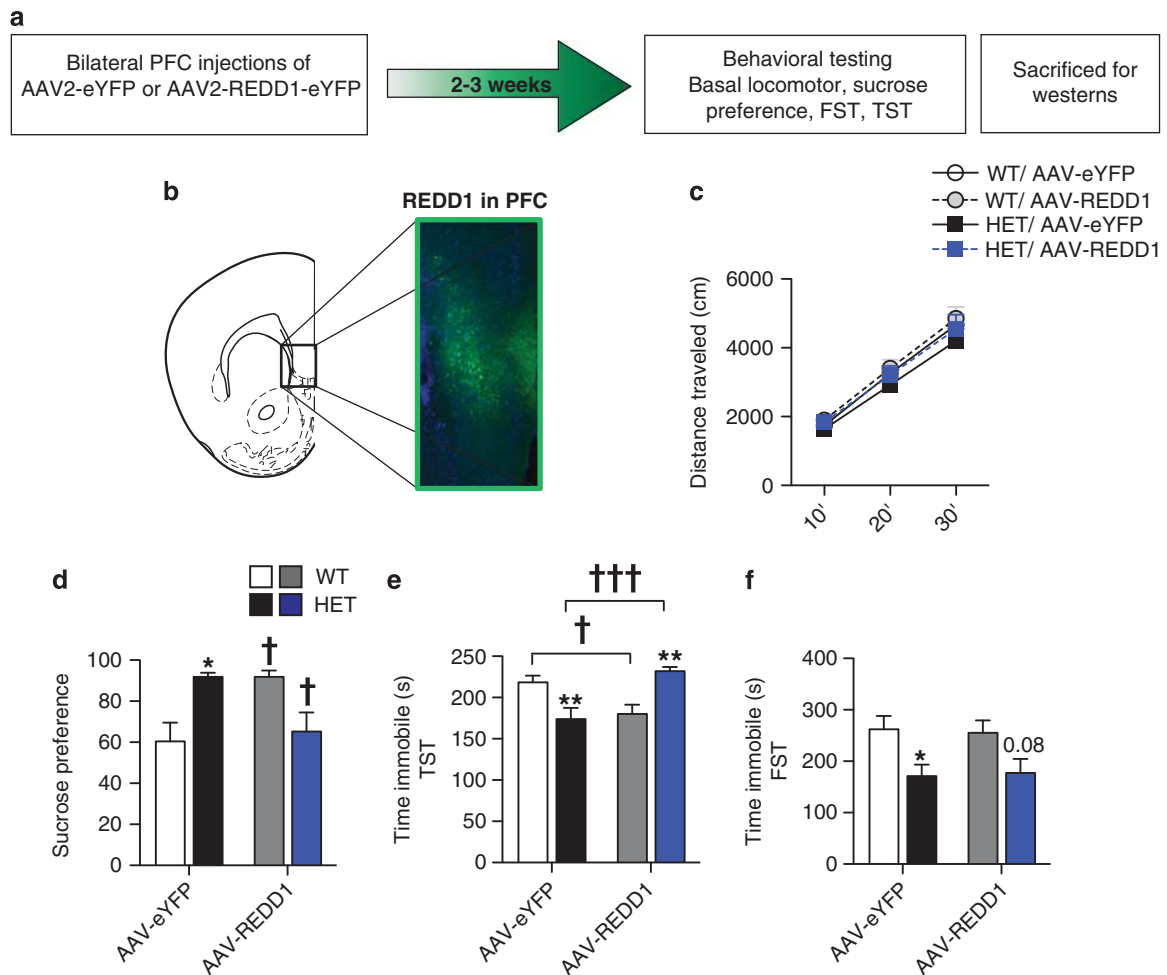 a
Bilateral PFC injections of
AAV2-eYFP or AAV2-REDD1-eYFP
2-3 weeks
Behavioral testing
Basal locomotor, sucrose
preference, FST, TST
Sacrificed for
westerns
b
REDD1 in PFC
c
WT/ AAV-eYFP
WT/ AAV-REDD1
HET/ AAV-eYFP
HET/ AAV-REDD1
Distance traveled (cm)
6000
4000
2000
0
10'
20'
30'
d
WT
HET
Sucrose preference
100
80
60
40
20
0
*
†
†
AAV-eYFP
AAV-REDD1
e
†††
†
Time immobile (s)
TST
250
200
150
100
50
0
**
**
AAV-eYFP
AAV-REDD1
f
Time immobile (s)
FST
400
300
200
100
0
*
0.08
AAV-eYFP
AAV-REDD1